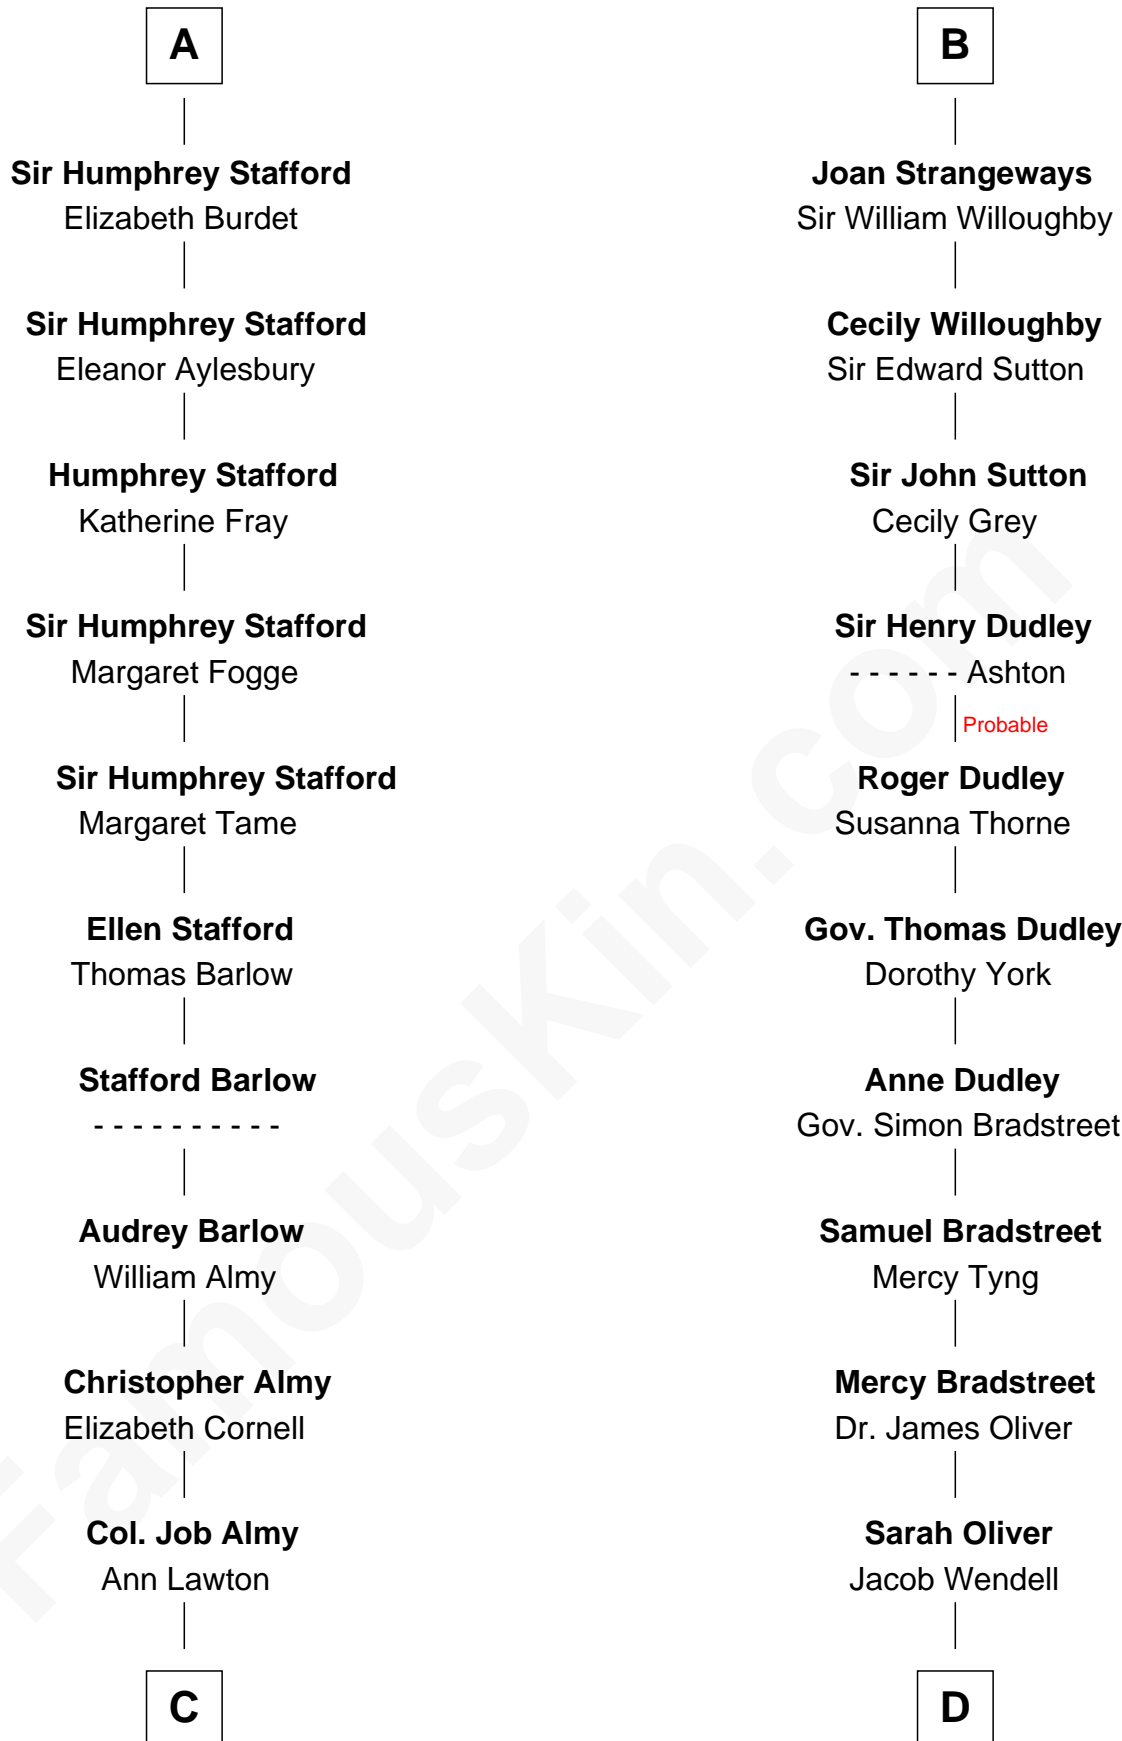 A
Sir Humphrey Stafford
Elizabeth Burdet
Sir Humphrey Stafford
Eleanor Aylesbury
Humphrey Stafford
Katherine Fray
Sir Humphrey Stafford
Margaret Fogge
Sir Humphrey Stafford
Margaret Tame
Ellen Stafford
Thomas Barlow
Stafford Barlow
- - - - - - - - - -
Audrey Barlow
William Almy
Christopher Almy
Elizabeth Cornell
Col. Job Almy
Ann Lawton
C
B
Joan Strangeways
Sir William Willoughby
Cecily Willoughby
Sir Edward Sutton
Sir John Sutton
Cecily Grey
Sir Henry Dudley
- - - - - - Ashton
Probable
Roger Dudley
Susanna Thorne
Gov. Thomas Dudley
Dorothy York
Anne Dudley
Gov. Simon Bradstreet
Samuel Bradstreet
Mercy Tyng
Mercy Bradstreet
Dr. James Oliver
Sarah Oliver
Jacob Wendell
D
FamousKin.com